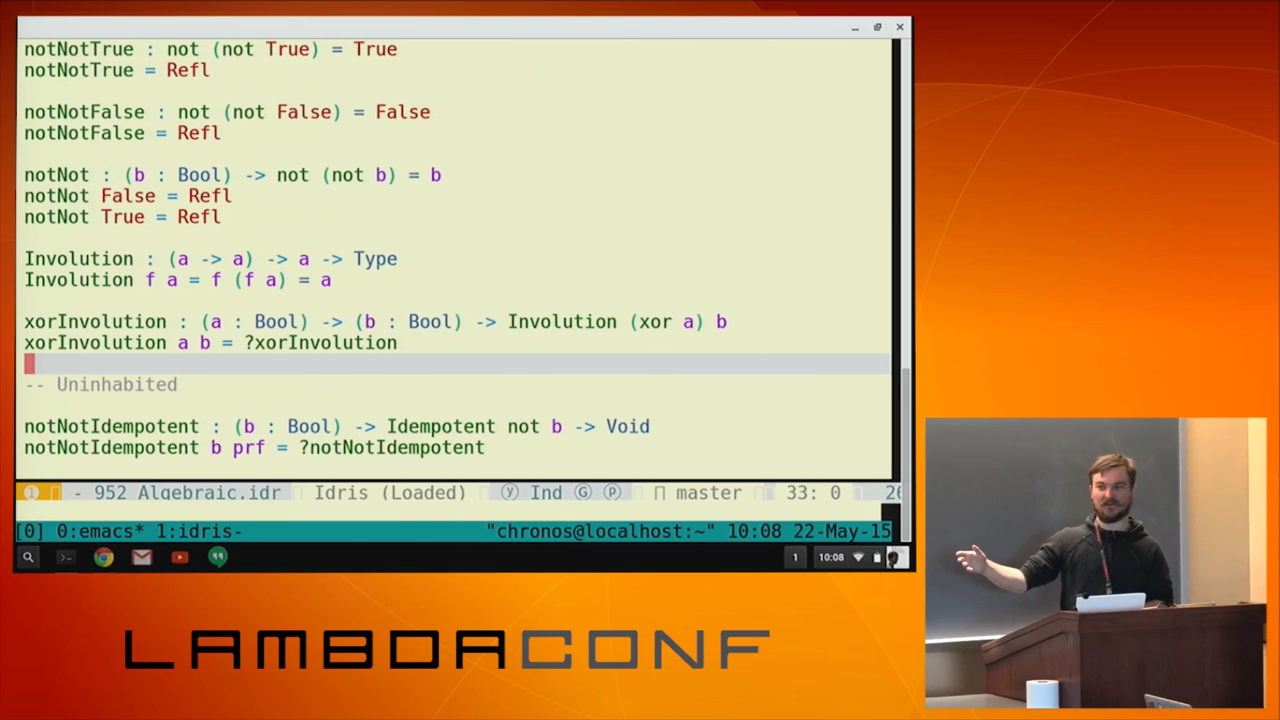 notNotTrue : not (not True) = True
notNotTrue = Refl
notNotFalse : not (not False) = False
notNotFalse = Refl
notNot : (b : Bool) -> not (not b) = b
notNot False = Refl
notNot True = Refl
Involution : (a -> a) -> a -> Type
Involution f a = f (f a) = a
xorInvolution : (a : Bool) -> (b : Bool) -> Involution (xor a) b
xorInvolution a b = ?xorInvolution
-- Uninhabited
notNotIdempotent : (b : Bool) -> Idempotent not b -> Void
notNotIdempotent b prf = ?notNotIdempotent
① - 952 Algebraic.idr Idris (Loaded) ⓨ Ind Ⓖ ⓟ master 33: 0 26
[0] 0:emacs* 1:idris- "chronos@localhost:~" 10:08 22-May-15
1 10:08
LAMBDACONF